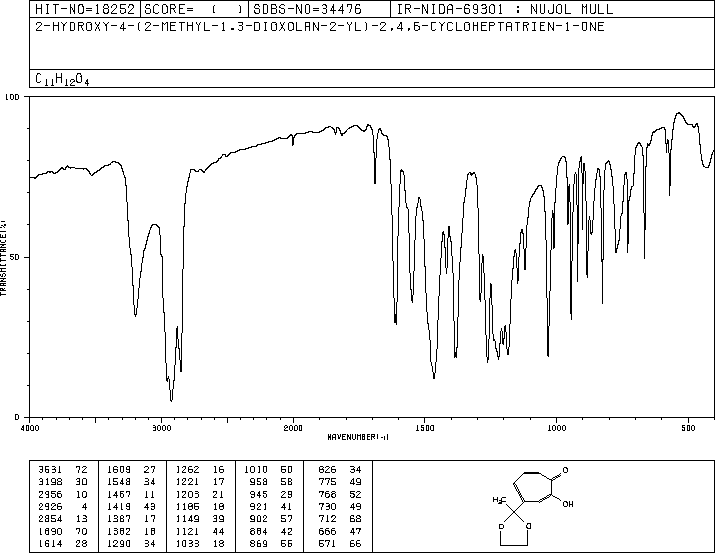 HIT-NO=18252 SCORE= ( ) SDBS-NO=34476 IR-NIDA-69301 : NUJOL MULL
2-HYDROXY-4-(2-METHYL-1,3-DIOXOLAN-2-YL)-2,4,6-CYCLOHEPTATRIEN-1-ONE
C11H12O4
100
50
0
TRANSMITTANCE(%)
4000 3000 2000 1500 1000 500
WAVENUMBER(-1)
3631 72 1609 27 1262 16 1010 50 826 34
3198 30 1548 34 1221 17 958 58 775 49
2956 10 1467 11 1203 21 945 29 766 52
2926 4 1419 43 1186 18 921 41 730 49
2854 13 1387 17 1149 39 902 57 712 68
1690 70 1382 18 1121 44 884 42 666 47
1614 28 1290 34 1033 18 869 55 571 66
O
OH
H3C
O O